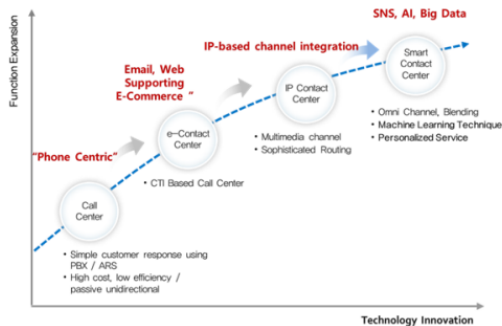 SNS, AI, Big Data
IP-based channel integration
Smart
Contact
Center
Email, Web
Supporting
E-Commerce "
IP Contact
Center
• Omni Channel, Blending
• Machine Learning Technique
• Personalized Service
e-Contact
Center
• Multimedia channel
• Sophisticated Routing
"Phone Centric"
• CTI Based Call Center
Call
Center
• Simple customer response using
PBX / ARS
• High cost, low efficiency /
passive unidirectional
Function Expansion
Technology Innovation